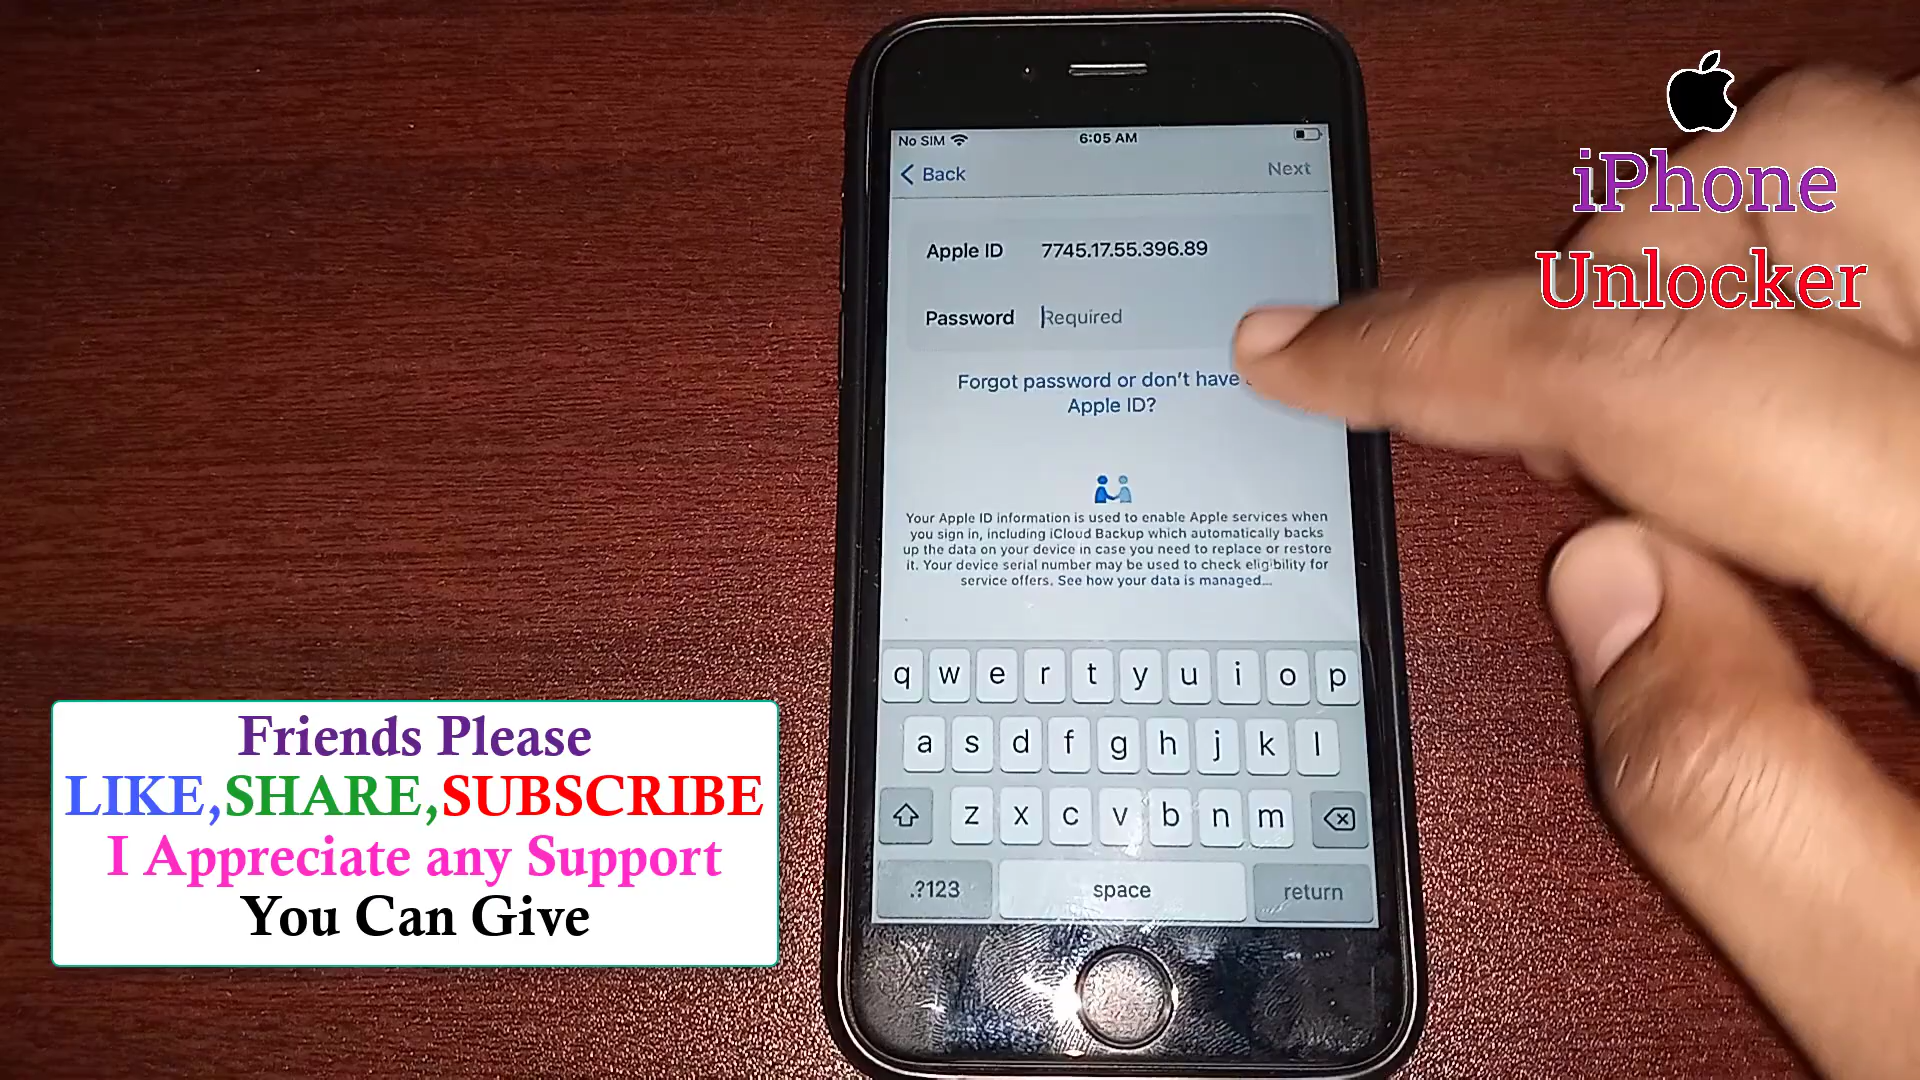 No SIM
6:05 AM
Back
Next
Apple ID 7745.17.55.396.89
Password Required
Forgot password or don't have
Apple ID?
Your Apple ID information is used to enable Apple services when
you sign in, including iCloud Backup which automatically backs
up the data on your device in case you need to replace or restore
it. Your device serial number may be used to check eligibility for
service offers. See how your data is managed...
q w e r t y u i o p
a s d f g h j k l
z x c v b n m
.?123 space return
iPhone
Unlocker
Friends Please
LIKE,SHARE,SUBSCRIBE
I Appreciate any Support
You Can Give